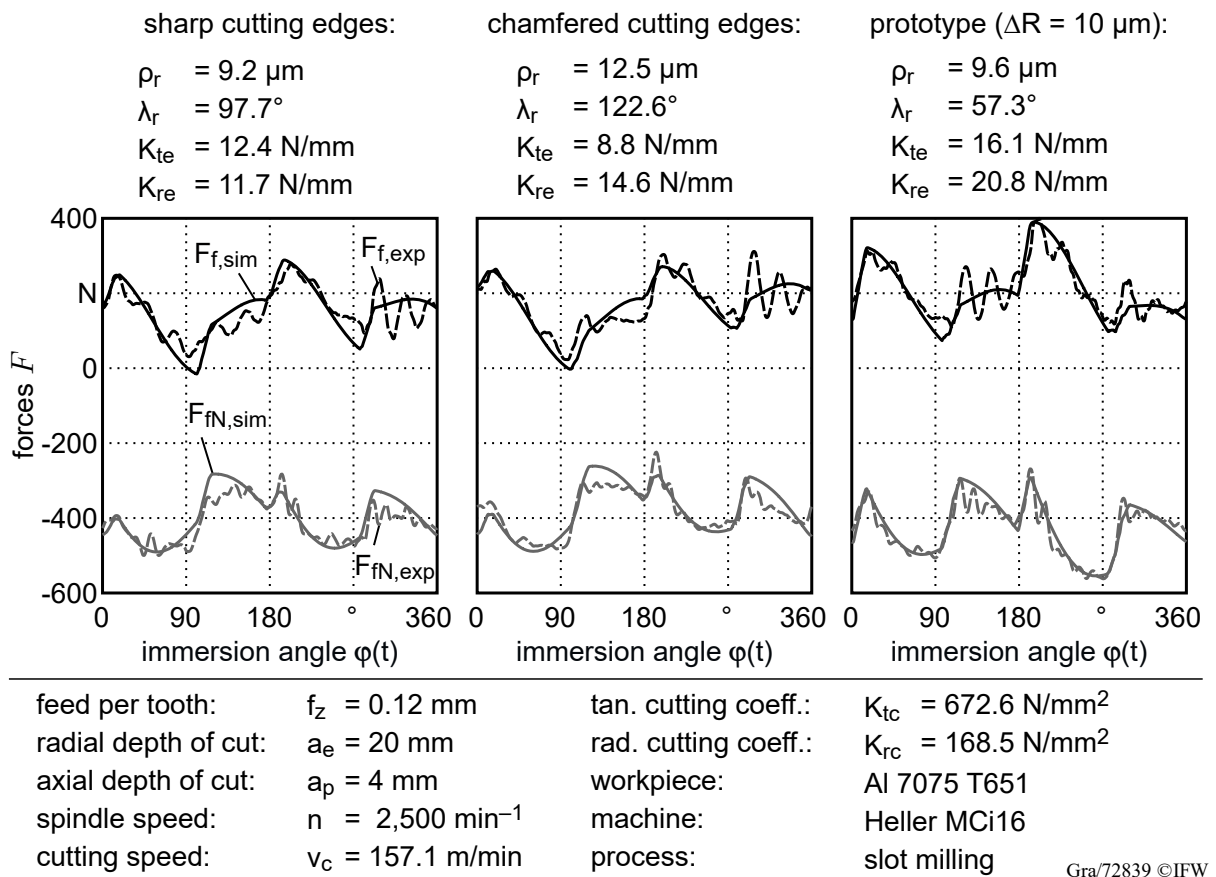 sharp cutting edges:
ρr = 9.2 µm
λr = 97.7°
Kte = 12.4 N/mm
Kre = 11.7 N/mm
chamfered cutting edges:
ρr = 12.5 µm
λr = 122.6°
Kte = 8.8 N/mm
Kre = 14.6 N/mm
prototype (ΔR = 10 µm):
ρr = 9.6 µm
λr = 57.3°
Kte = 16.1 N/mm
Kre = 20.8 N/mm
forces F
400
N
0
-200
-400
-600
Ff,sim
Ff,exp
FfN,sim
FfN,exp
0 90 180 ° 360
immersion angle φ(t)
0 90 180 ° 360
immersion angle φ(t)
0 90 180 ° 360
immersion angle φ(t)
feed per tooth: fz = 0.12 mm
radial depth of cut: ae = 20 mm
axial depth of cut: ap = 4 mm
spindle speed: n = 2,500 min–1
cutting speed: vc = 157.1 m/min
tan. cutting coeff.: Ktc = 672.6 N/mm2
rad. cutting coeff.: Krc = 168.5 N/mm2
workpiece: Al 7075 T651
machine: Heller MCi16
process: slot milling
Gra/72839 ©IFW